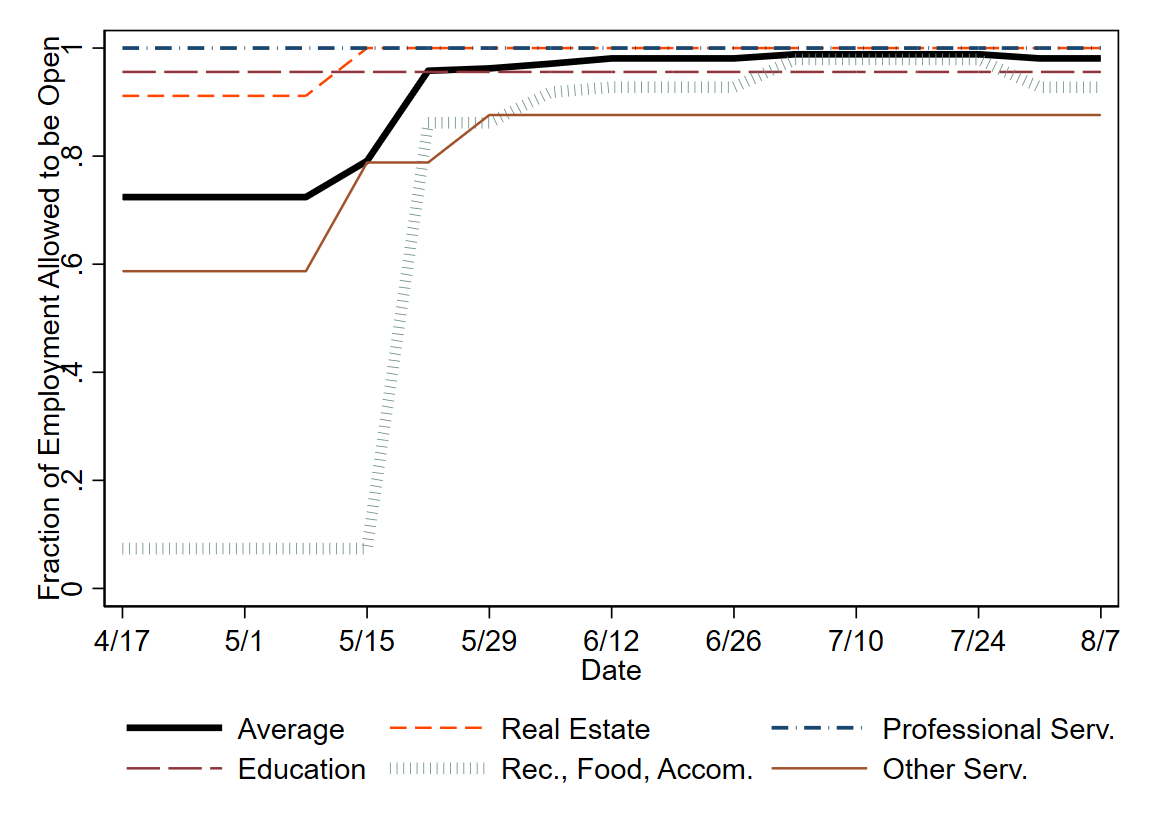 Fraction of Employment Allowed to be Open
1
.8
.6
.4
.2
0
4/17 5/1 5/15 5/29 6/12 6/26 7/10 7/24 8/7
Date
Average Real Estate Professional Serv.
Education Rec., Food, Accom. Other Serv.